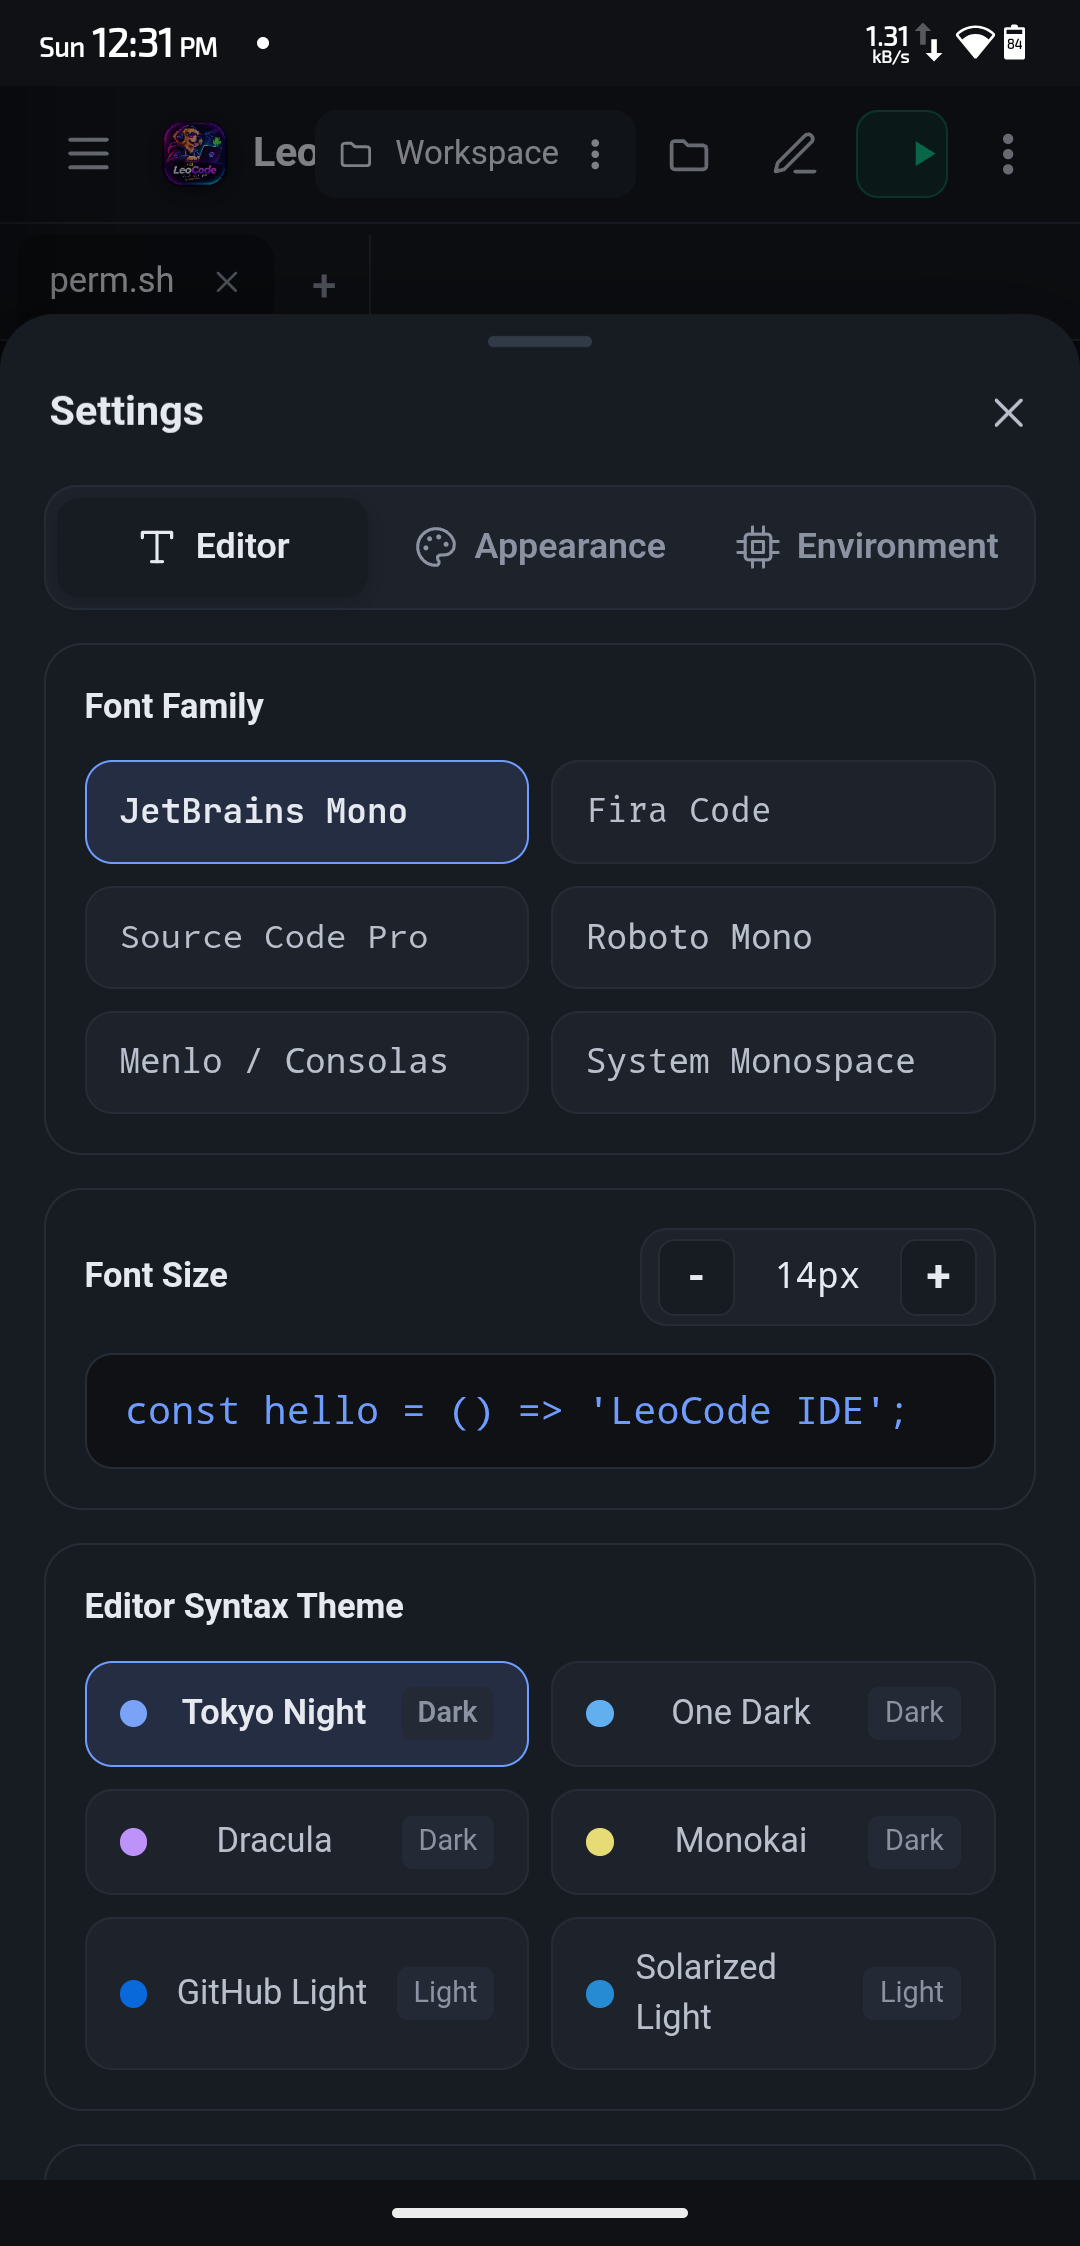 Sun 12:31 PM
1.31
kB/s
84
LeoCode
Leo
Workspace
perm.sh
+
Settings
Editor
Appearance
Environment
Font Family
JetBrains Mono
Fira Code
Source Code Pro
Roboto Mono
Menlo / Consolas
System Monospace
Font Size
-
14px
+
const hello = () => 'LeoCode IDE';
Editor Syntax Theme
Tokyo Night Dark
One Dark Dark
Dracula Dark
Monokai Dark
GitHub Light Light
Solarized
Light
Light